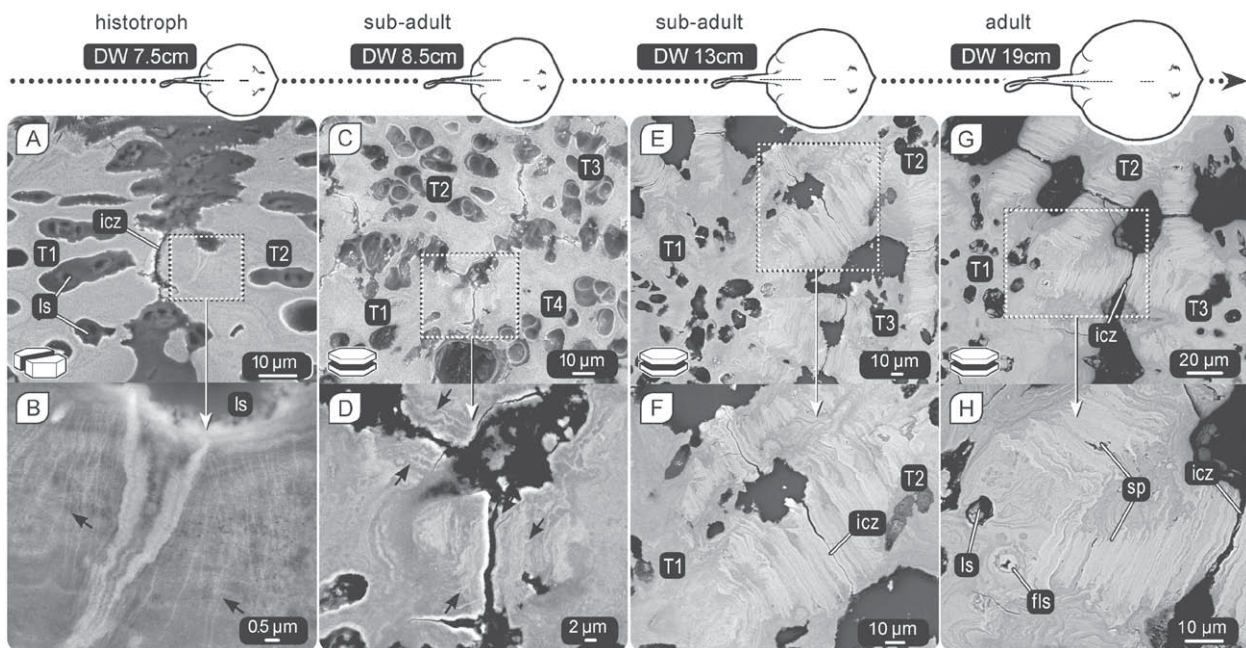 histotroph
DW 7.5cm
sub-adult
DW 8.5cm
sub-adult
DW 13cm
adult
DW 19cm
A
icz
T1
T2
ls
10 μm
C
T2
T3
T1
T4
10 μm
E
T2
T1
T3
10 μm
G
T2
T1
T3
icz
20 μm
B
ls
0.5 μm
D
2 μm
F
T2
icz
T1
10 μm
H
sp
icz
ls
fls
10 μm